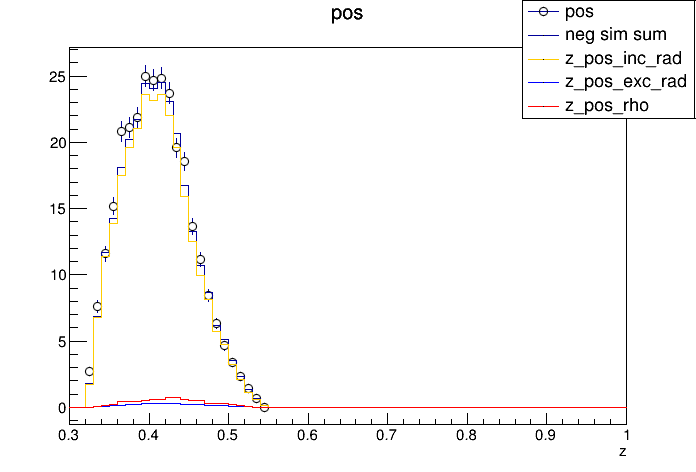 pos
pos
neg sim sum
z_pos_inc_rad
z_pos_exc_rad
z_pos_rho
25
20
15
10
5
0
0.3 0.4 0.5 0.6 0.7 0.8 0.9 1
z